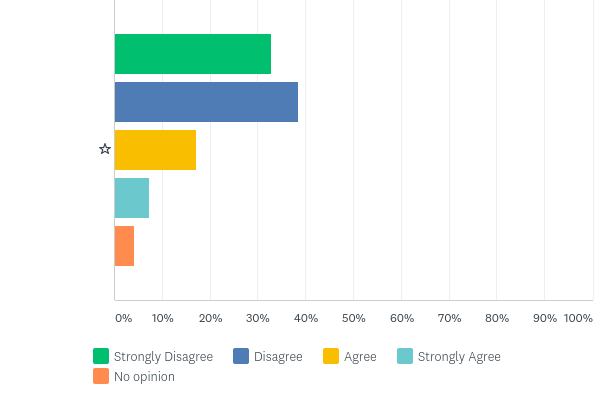 ☆
0% 10% 20% 30% 40% 50% 60% 70% 80% 90% 100%
Strongly Disagree Disagree Agree Strongly Agree
No opinion